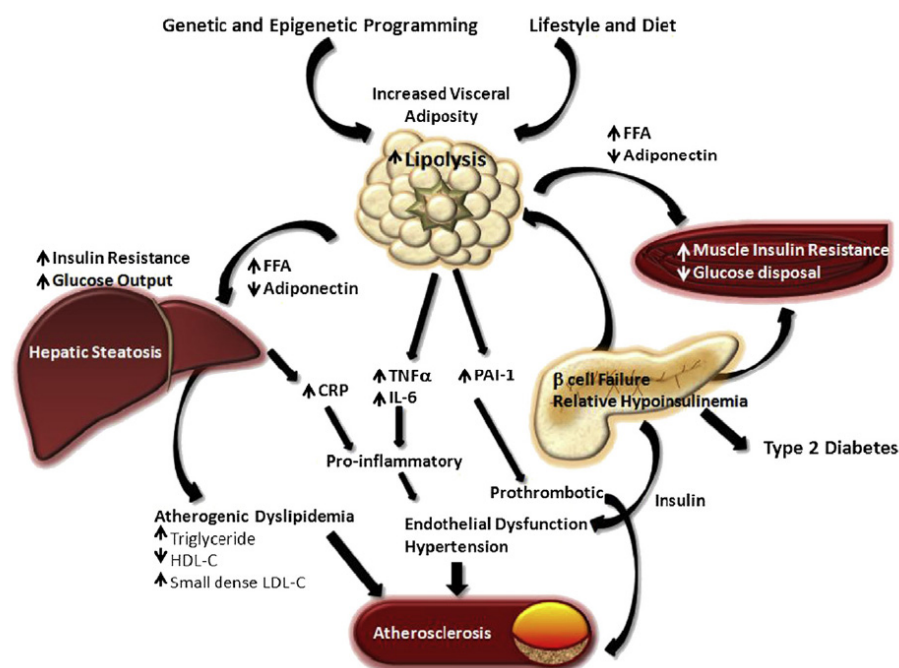 Genetic and Epigenetic Programming
Lifestyle and Diet
Increased Visceral
Adiposity
↑ Lipolysis
↑ FFA
↓ Adiponectin
↑ Muscle Insulin Resistance
↓ Glucose disposal
↑ Insulin Resistance
↑ Glucose Output
↑ FFA
↓ Adiponectin
Hepatic Steatosis
↑ CRP
↑ TNFα
↑ IL-6
↑ PAI-1
β cell Failure
Relative Hypoinsulinemia
Type 2 Diabetes
Pro-inflammatory
Prothrombotic
Insulin
Atherogenic Dyslipidemia
↑ Triglyceride
↓ HDL-C
↑ Small dense LDL-C
Endothelial Dysfunction
Hypertension
Atherosclerosis